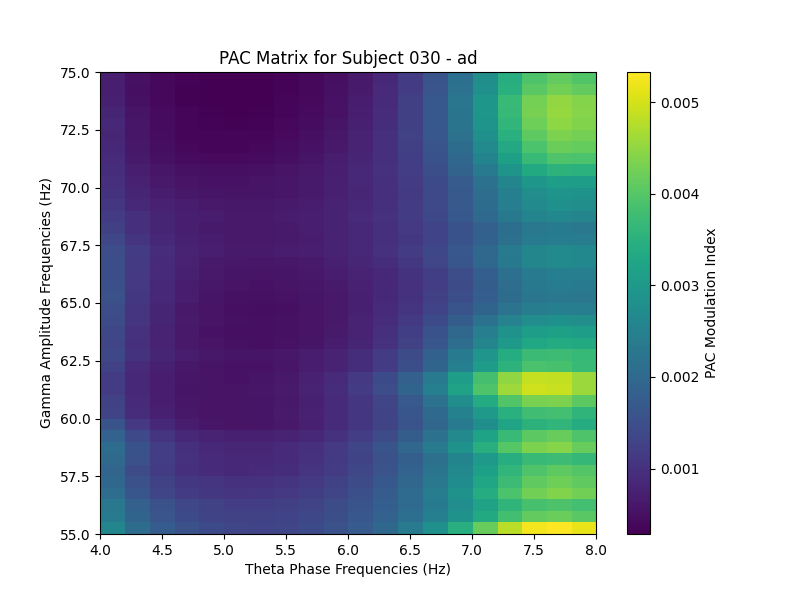 PAC Matrix for Subject 030 - ad
75.0
72.5
70.0
67.5
65.0
62.5
60.0
57.5
55.0
Gamma Amplitude Frequencies (Hz)
4.0 4.5 5.0 5.5 6.0 6.5 7.0 7.5 8.0
Theta Phase Frequencies (Hz)
0.005
0.004
0.003
0.002
0.001
PAC Modulation Index